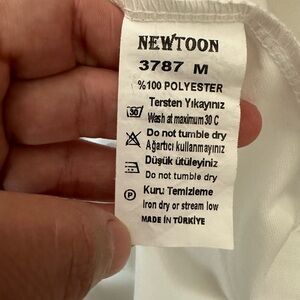 NEWTOON
3787 M
%100 POLYESTER
30 Tersten Yıkayınız
Wash at maximum 30 C
Do not tumble dry
Ağartıcı kullanmayınız
Düşük ütüleyiniz
Do not tumble dry
P Kuru Temizleme
Iron dry or stream low
MADE İN TÜRKİYE